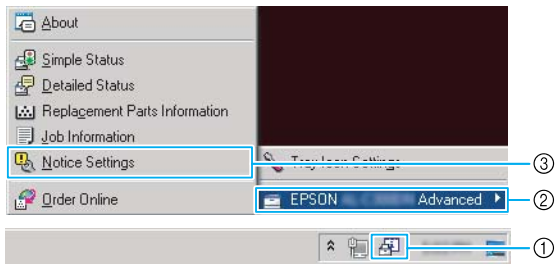 About
Simple Status
Detailed Status
Replacement Parts Information
Job Information
Notice Settings
Tray Icon Settings
③
Order Online
EPSON Advanced
②
①